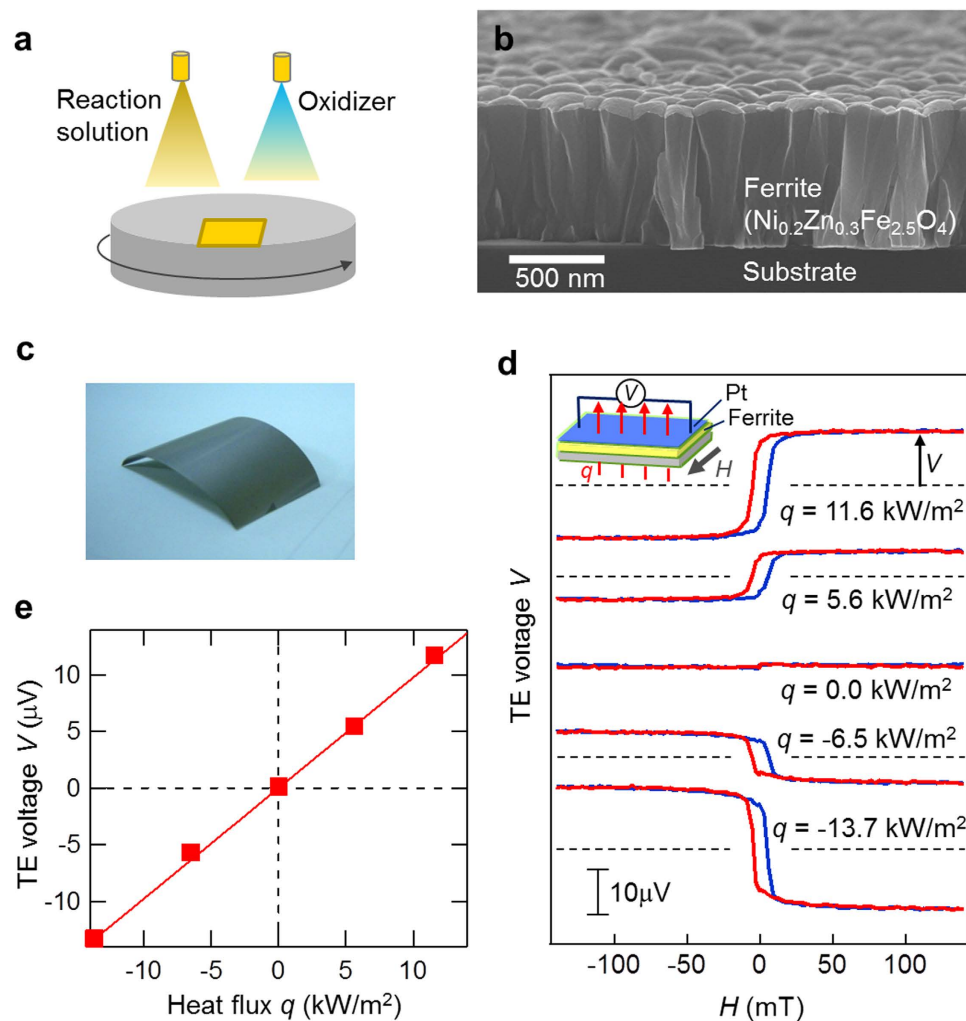 a
Reaction
solution
Oxidizer
b
Ferrite
(Ni₀.₂Zn₀.₃Fe₂.₅O₄)
500 nm
Substrate
c
d
V
Pt
Ferrite
q
H
V
q = 11.6 kW/m²
q = 5.6 kW/m²
q = 0.0 kW/m²
q = -6.5 kW/m²
q = -13.7 kW/m²
10μV
TE voltage V
-100
-50
0
50
100
H (mT)
e
TE voltage V (μV)
10
5
0
-5
-10
-10
-5
0
5
10
Heat flux q (kW/m²)